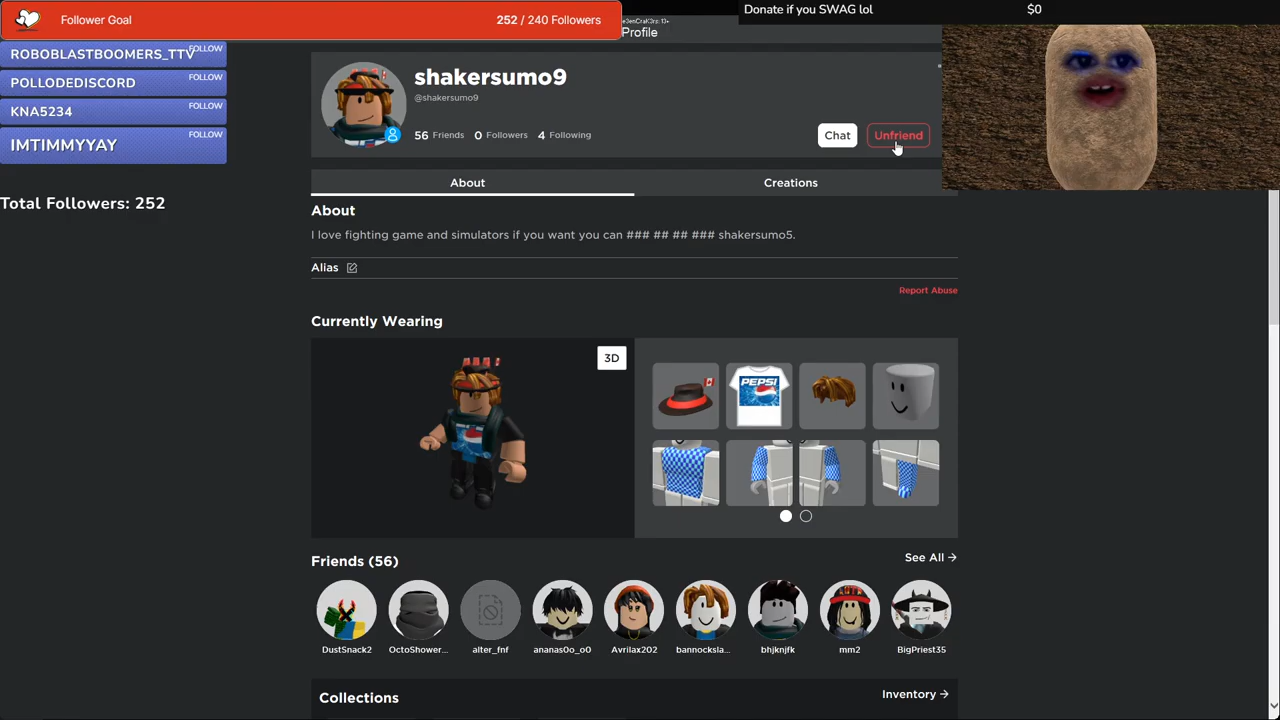 Follower Goal
252 / 240 Followers
Donate if you SWAG lol
$0
Profile
ROBOBLASTBOOMERS_TTV
FOLLOW
POLLODEDISCORD
FOLLOW
KNA5234
FOLLOW
IMTIMMYYAY
FOLLOW
Total Followers: 252
shakersumo9
@shakersumo9
56 Friends 0 Followers 4 Following
Chat
Unfriend
About
Creations
About
I love fighting game and simulators if you want you can ### ## ## ### shakersumo5.
Alias
Report Abuse
Currently Wearing
3D
PEPSI
Friends (56)
See All
DustSnack2
OctoShower...
alter_fnf
ananas0o_o0
Avrilax202
bannocksla...
bhjknjfk
mm2
BigPriest35
Collections
Inventory